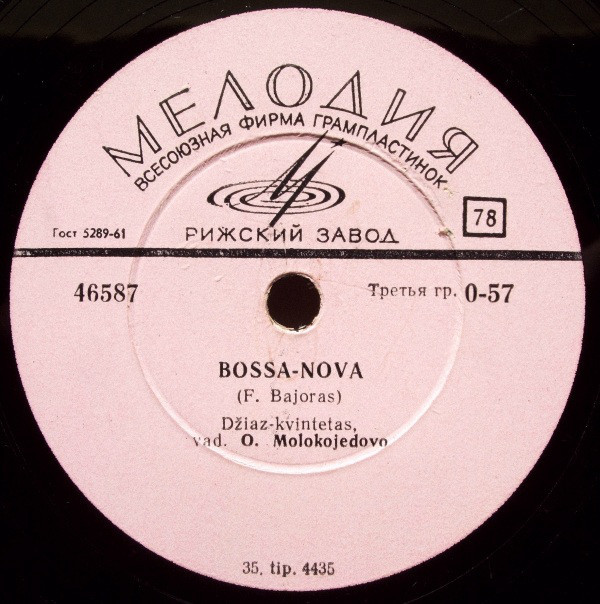 МЕЛОДИЯ
ВСЕСОЮЗНАЯ ФИРМА ГРАМПЛАСТИНОК
Гост 5289-61
РИЖСКИЙ ЗАВОД
78
46587
Третья гр. 0-57
BOSSA-NOVA
(F. Bajoras)
Džiaz-kvintetas,
vad. O. Molokojedovo
35. tip. 4435